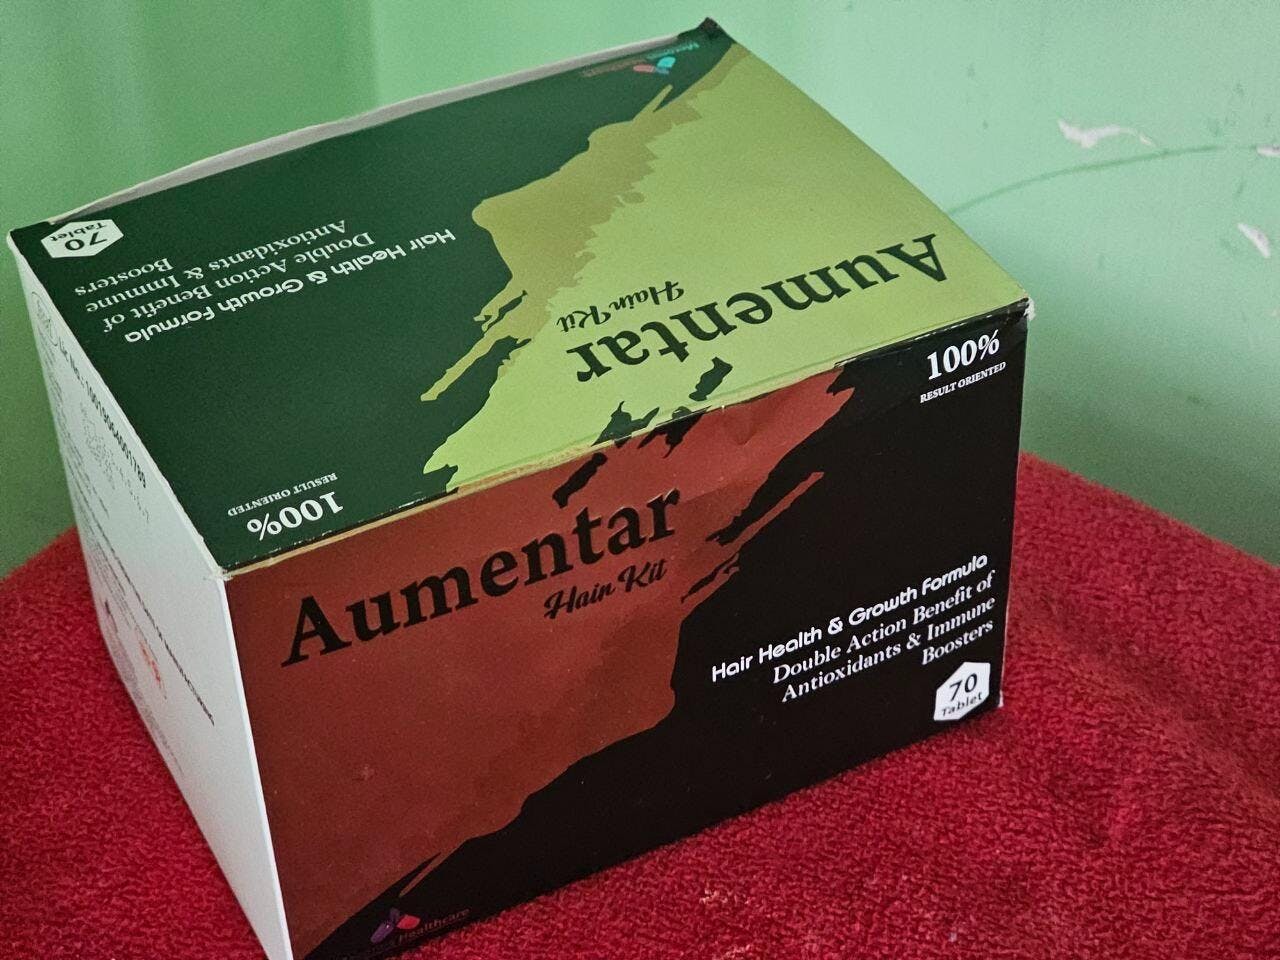 Aumentar
Hair Kit
100%
RESULT ORIENTED
Hair Health & Growth Formula
Double Action Benefit of
Antioxidants & Immune
Boosters
70
Tablet
Healthcare
Aumentar
Hair Kit
Hair Health & Growth Formula
Double Action Benefit of
Antioxidants & Immune
Boosters
70
Tablet
100%
RESULT ORIENTED